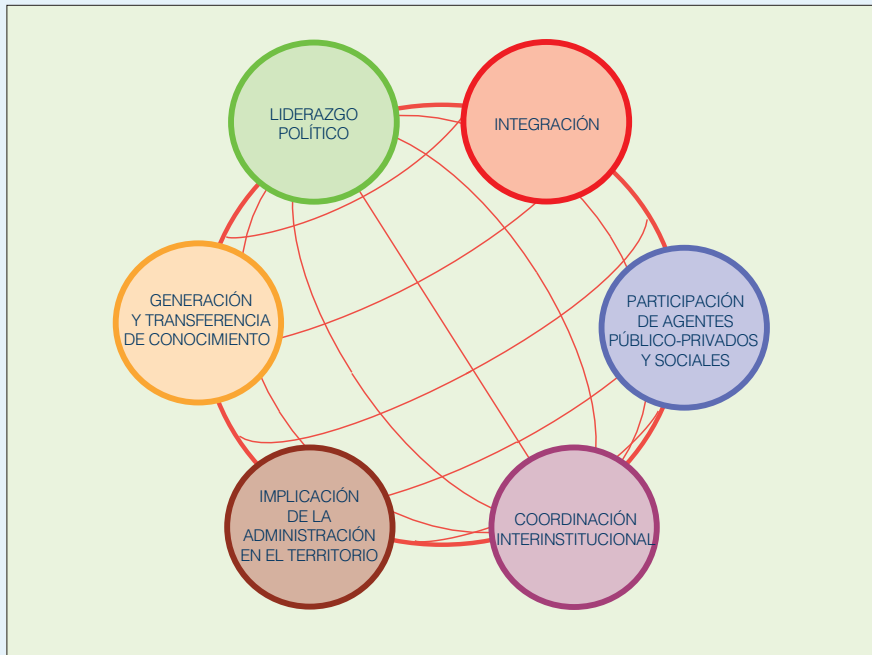 LIDERAZGO
POLÍTICO
INTEGRACIÓN
GENERACIÓN
Y TRANSFERENCIA
DE CONOCIMIENTO
PARTICIPACIÓN
DE AGENTES
PÚBLICO-PRIVADOS
Y SOCIALES
IMPLICACIÓN
DE LA
ADMINISTRACIÓN
EN EL TERRITORIO
COORDINACIÓN
INTERINSTITUCIONAL